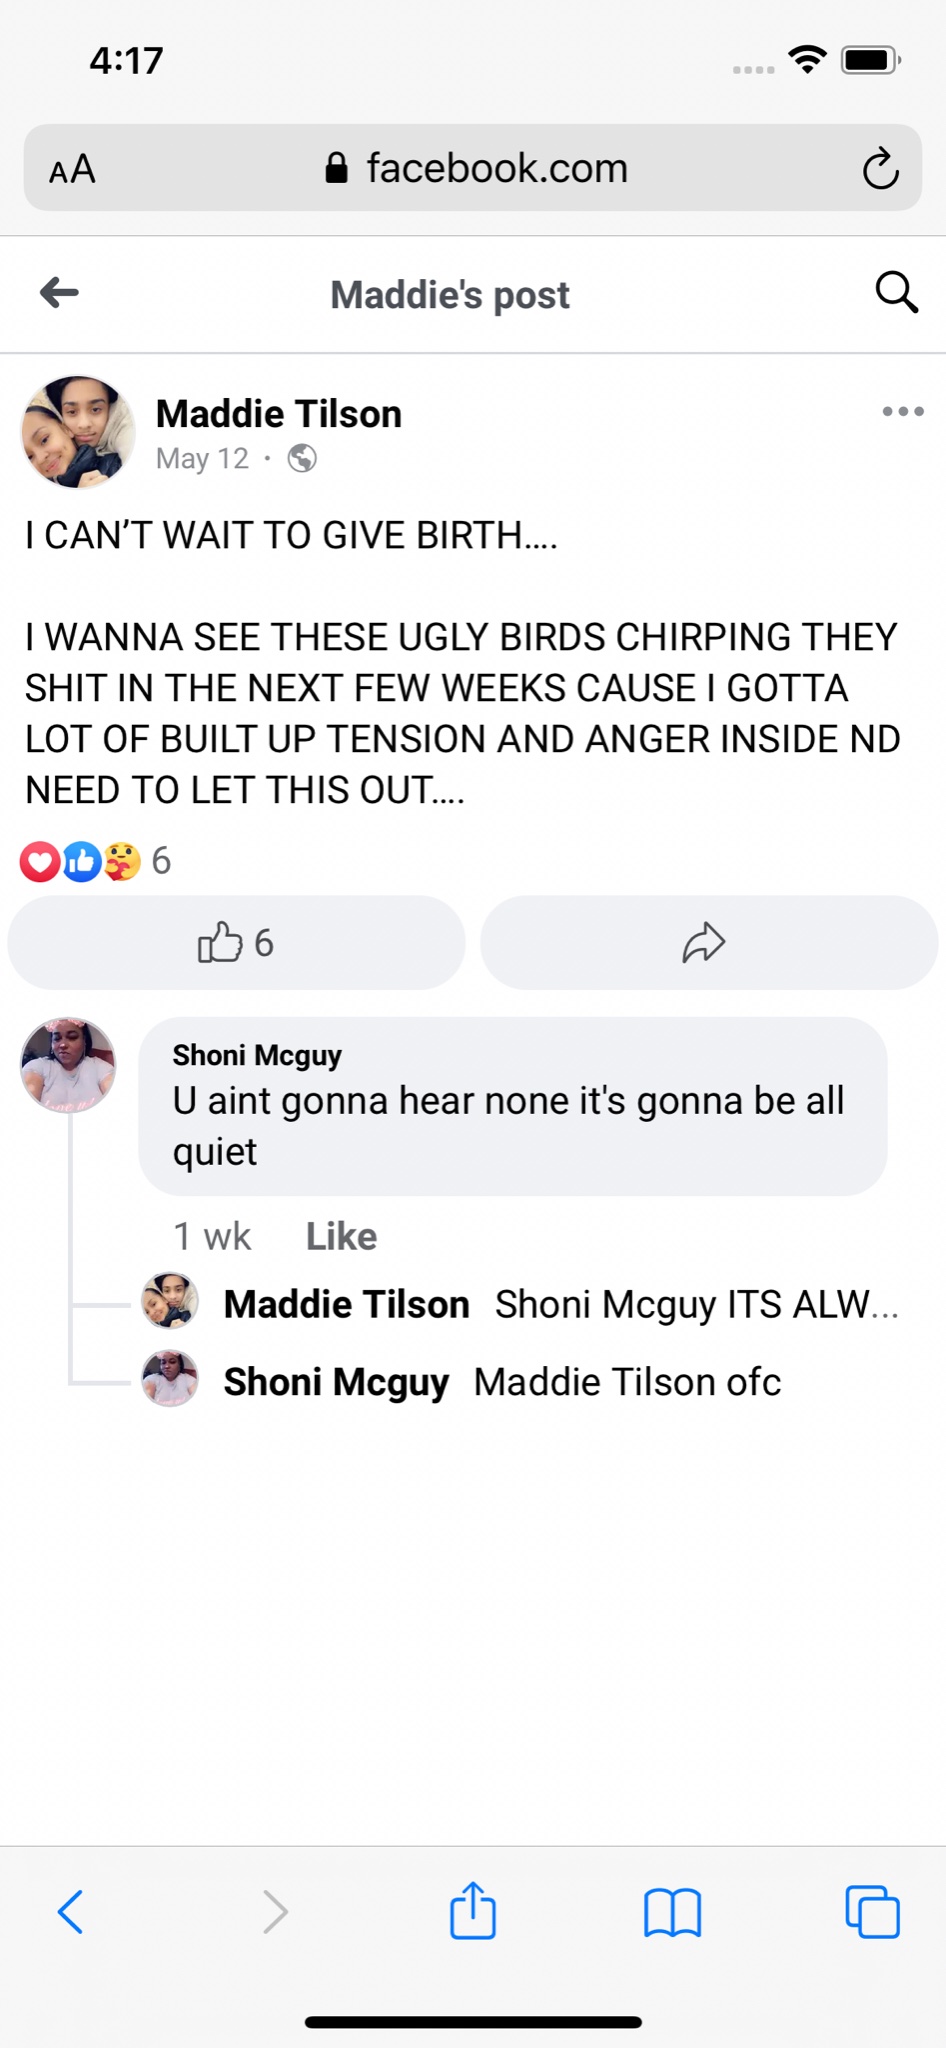 4:17
AA facebook.com
Maddie's post
Maddie Tilson
May 12 ·
I CAN’T WAIT TO GIVE BIRTH....
I WANNA SEE THESE UGLY BIRDS CHIRPING THEY
SHIT IN THE NEXT FEW WEEKS CAUSE I GOTTA
LOT OF BUILT UP TENSION AND ANGER INSIDE ND
NEED TO LET THIS OUT....
6
6
Shoni Mcguy
U aint gonna hear none it's gonna be all
quiet
1 wk Like
Maddie Tilson Shoni Mcguy ITS ALW...
Shoni Mcguy Maddie Tilson ofc